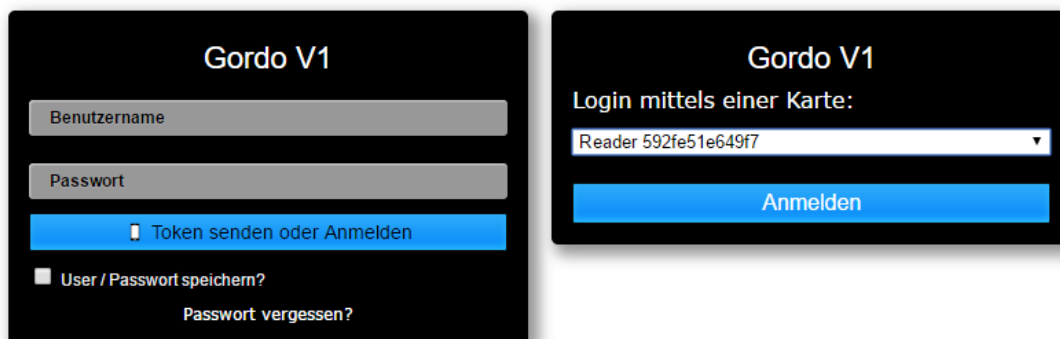 Gordo V1
Benutzername
Passwort
Token senden oder Anmelden
User / Passwort speichern?
Passwort vergessen?
Gordo V1
Login mittels einer Karte:
Reader 592fe51e649f7
Anmelden